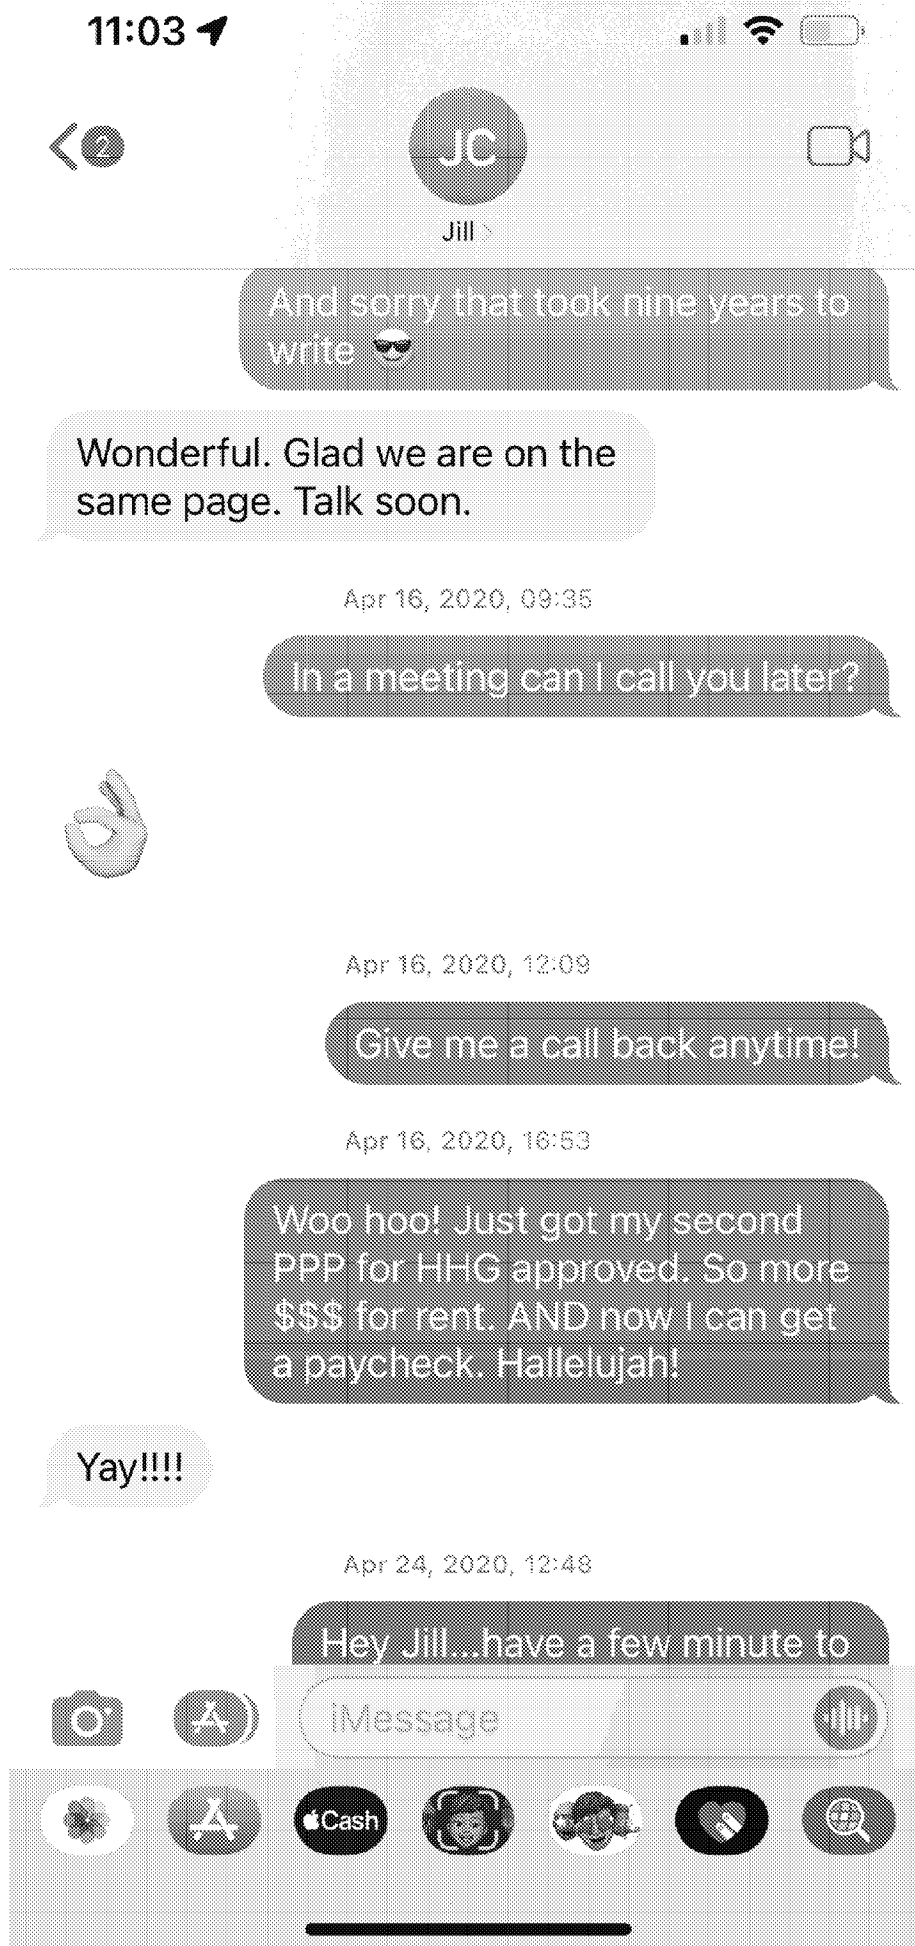 11:03
2
JC
Jill
And sorry that took nine years to
write 😎
Wonderful. Glad we are on the
same page. Talk soon.
Apr 16, 2020, 09:35
In a meeting can I call you later?
👌
Apr 16, 2020, 12:09
Give me a call back anytime!
Apr 16, 2020, 16:53
Woo hoo! Just got my second
PPP for HHG approved. So more
$$$ for rent. AND now I can get
a paycheck. Hallelujah!
Yay!!!!
Apr 24, 2020, 12:48
Hey Jill...have a few minute to
iMessage
Cash